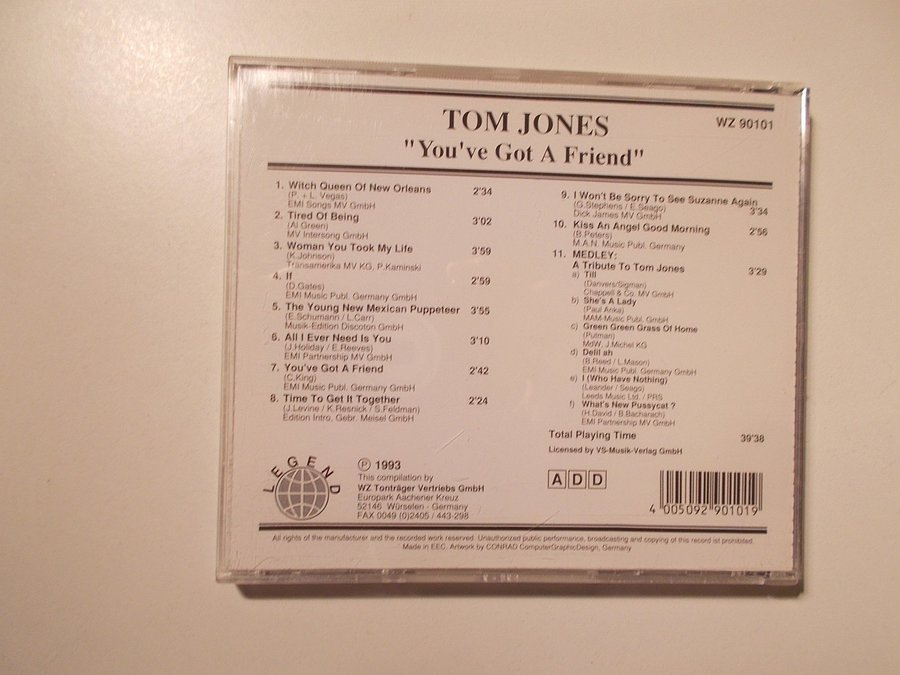 TOM JONES
"You've Got A Friend"
WZ 90101
1. Witch Queen Of New Orleans 2'34
(P. + L. Vegas)
EMI Songs MV GmbH
2. Tired Of Being 3'02
(Al Green)
MV Intersong GmbH
3. Woman You Took My Life 3'59
(K.Johnson)
Transamerika MV KG, P.Kaminski
4. If 2'59
(D.Gates)
EMI Music Publ. Germany GmbH
5. The Young New Mexican Puppeteer 3'55
(E.Schumann / L.Carr)
Musik-Edition Discoton GmbH
6. All I Ever Need Is You 3'10
(J.Holiday / E.Reeves)
EMI Partnership MV GmbH
7. You've Got A Friend 2'42
(C.King)
EMI Music Publ. Germany GmbH
8. Time To Get It Together 2'24
(J.Levine / K.Resnick / S.Feldman)
Edition Intro, Gebr. Meisel GmbH
9. I Won't Be Sorry To See Suzanne Again
(G.Stephens / E.Seago) 3'34
Dick James MV GmbH
10. Kiss An Angel Good Morning 2'56
(B.Peters)
M.A.N. Music Publ. Germany
11. MEDLEY:
A Tribute To Tom Jones 3'29
a) Till
(Danvers/Sigman)
Chappell & Co. MV GmbH
b) She's A Lady
(Paul Anka)
MAM-Music Publ. GmbH
c) Green Green Grass Of Home
(Putman)
MdW, J.Michel KG
d) Delil ah
(B.Reed / L.Mason)
EMI Music Publ. Germany GmbH
e) I (Who Have Nothing)
(Leander / Seago)
Leeds Music Ltd. / PRS
f) What's New Pussycat ?
(H.David / B.Bacharach)
EMI Partnership MV GmbH
Total Playing Time 39'38
Licensed by VS-Musik-Verlag GmbH
LEGEND
Ⓟ 1993
This compilation by
WZ Tonträger Vertriebs GmbH
Europark Aachener Kreuz
52146 Würselen - Germany
FAX 0049 (0)2405 / 443-298
ADD
4 005092 901019
All rights of the manufacturer and the recorded work reserved. Unauthorized public performance, broadcasting and copying of this record ist prohibited.
Made in EEC. Artwork by CONRAD ComputerGraphicDesign, Germany